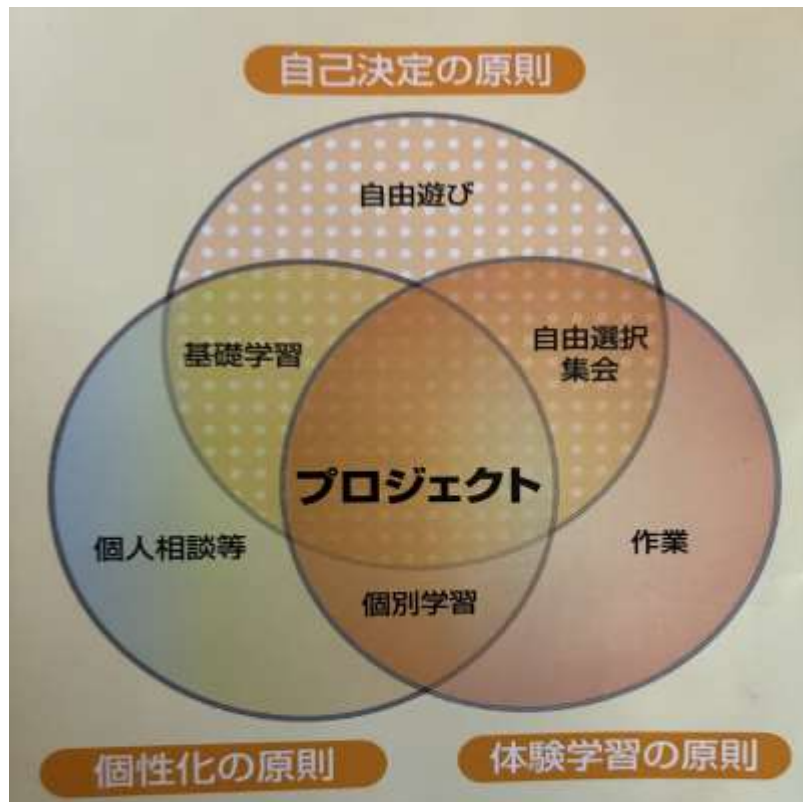 自己決定の原則
自由遊び
基礎学習
自由選択
集会
プロジェクト
個人相談等
作業
個別学習
個性化の原則
体験学習の原則